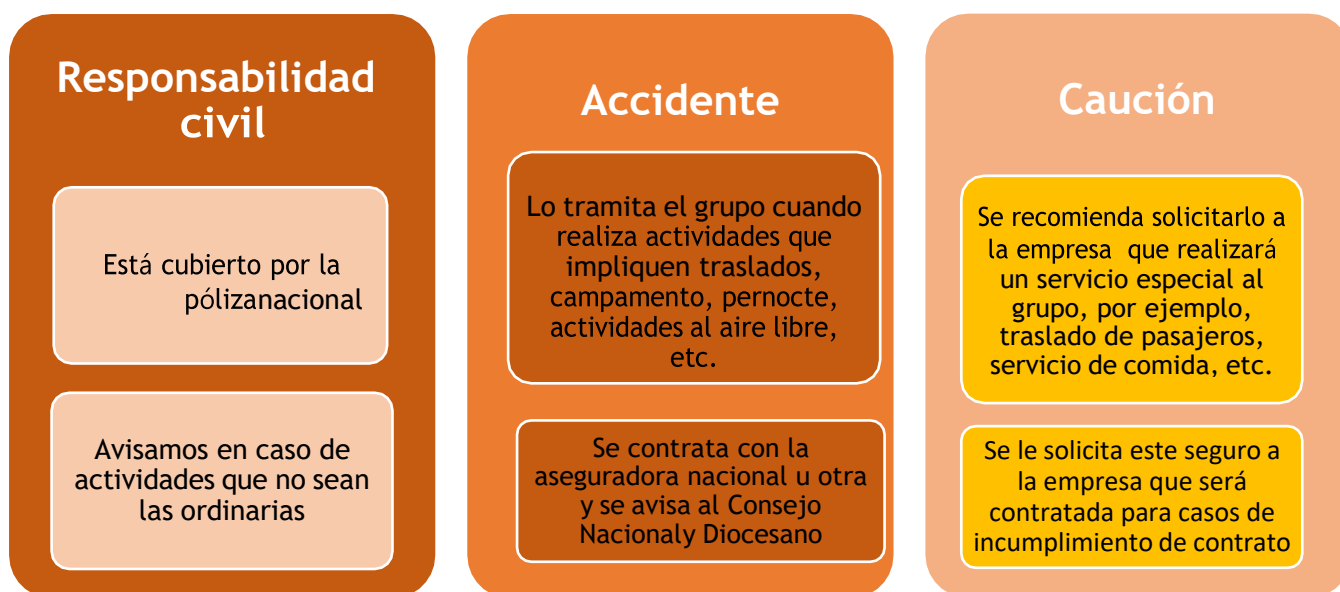 Responsabilidad
civil
Está cubierto por la
pólizanacional
Avisamos en caso de
actividades que no sean
las ordinarias
Accidente
Lo tramita el grupo cuando
realiza actividades que
impliquen traslados,
campamento, pernocte,
actividades al aire libre,
etc.
Se contrata con la
aseguradora nacional u otra
y se avisa al Consejo
Nacionaly Diocesano
Caución
Se recomienda solicitarlo a
la empresa que realizará
un servicio especial al
grupo, por ejemplo,
traslado de pasajeros,
servicio de comida, etc.
Se le solicita este seguro a
la empresa que será
contratada para casos de
incumplimiento de contrato